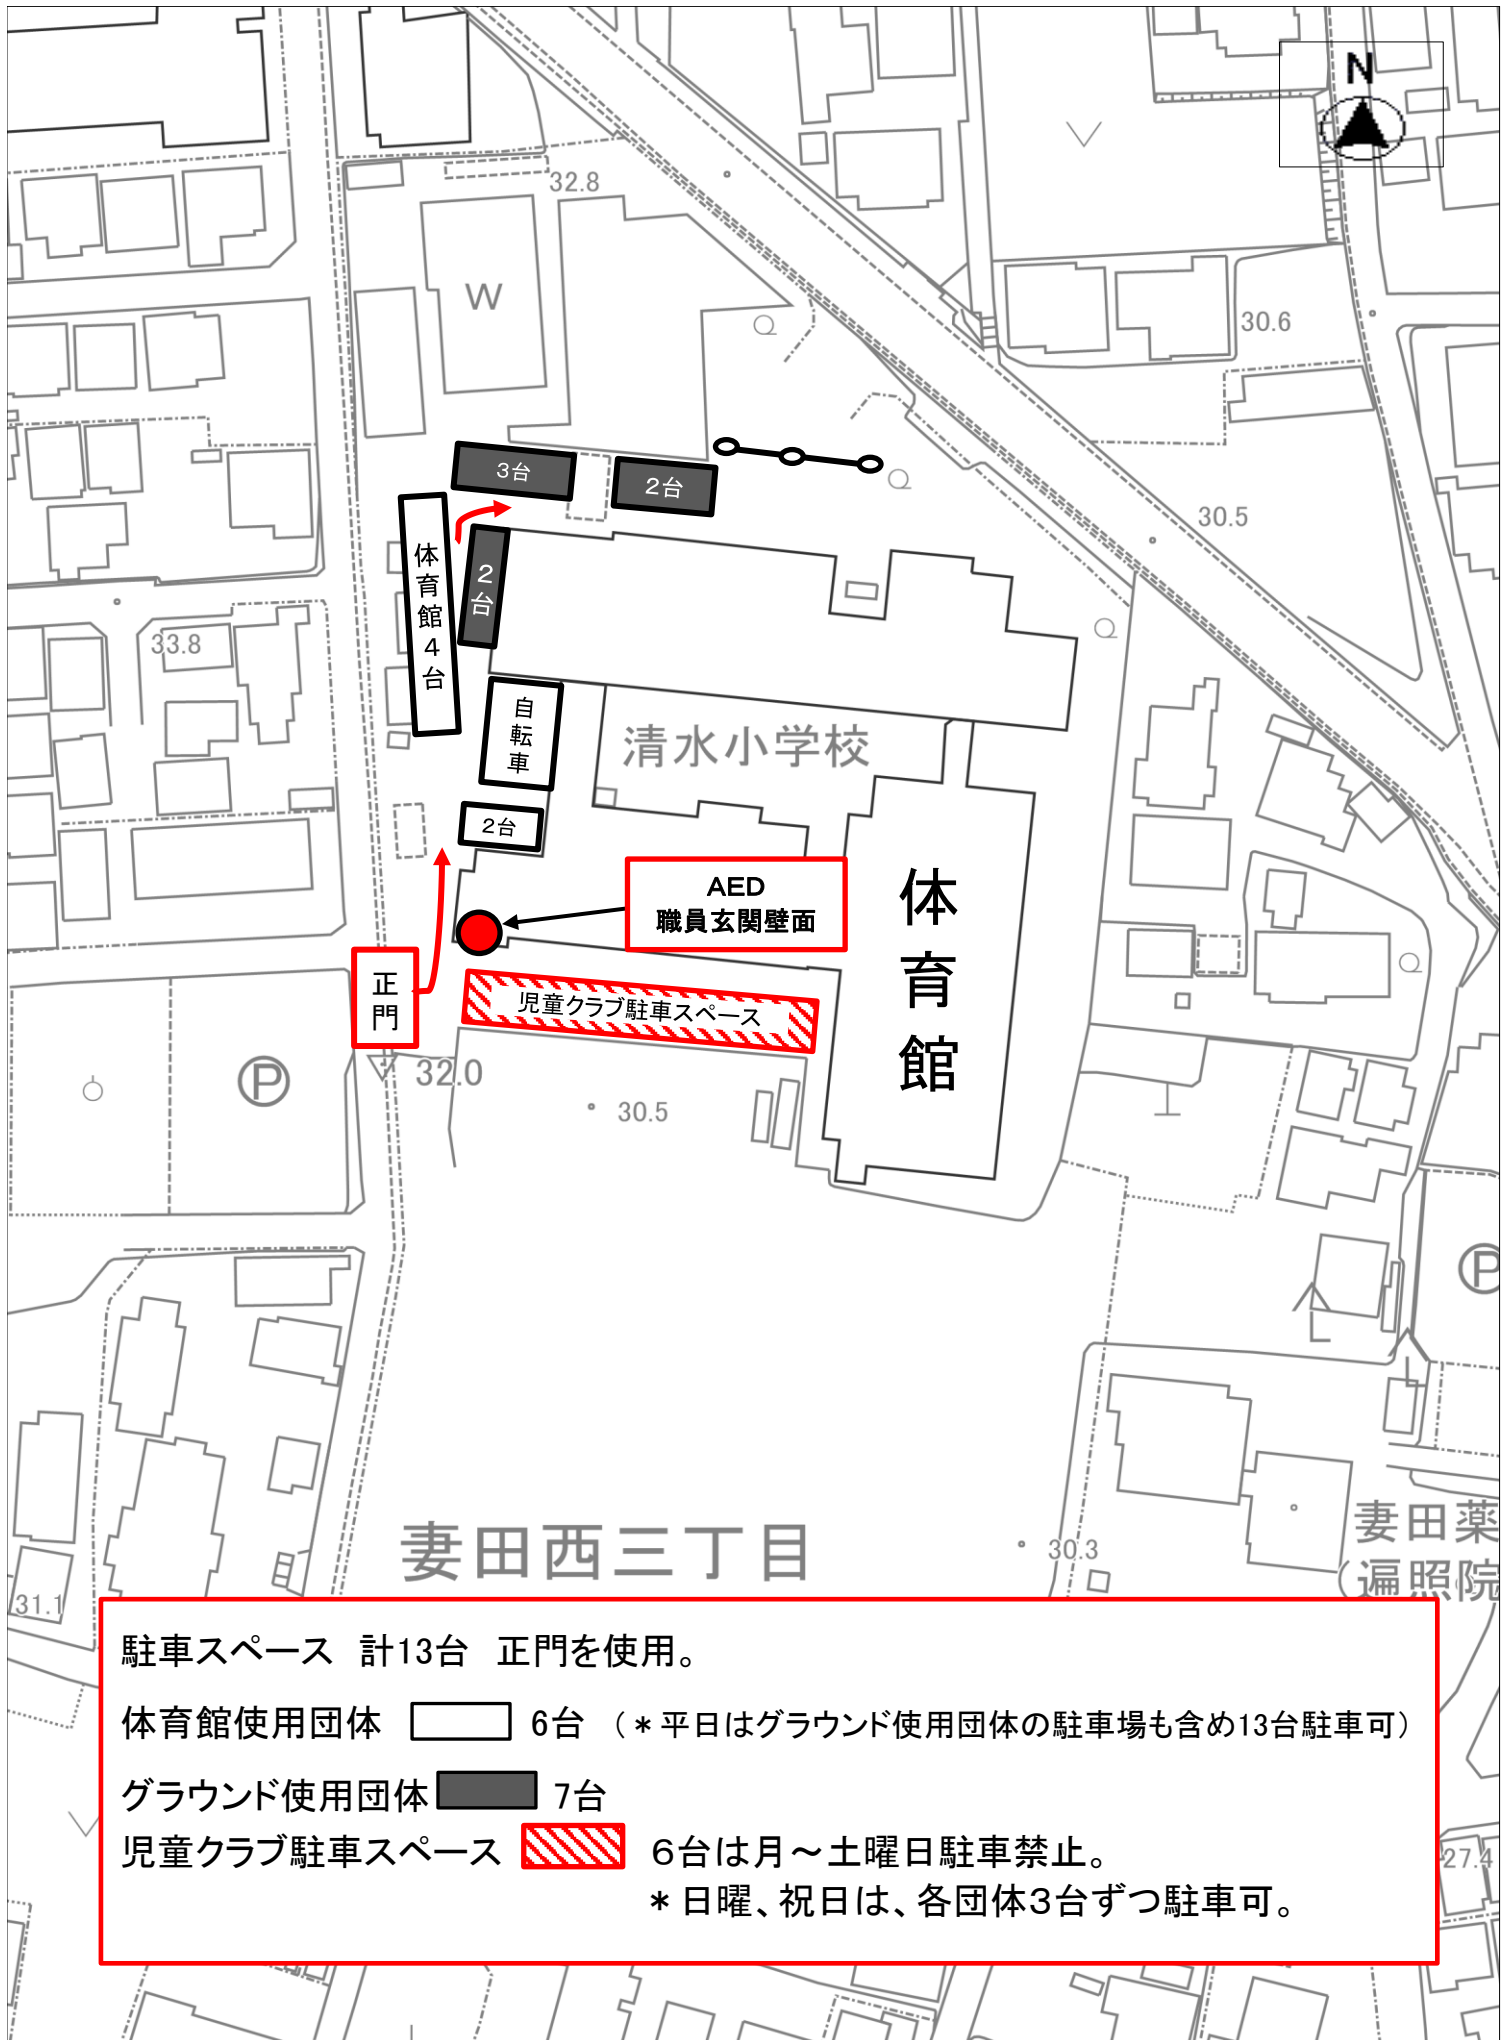 N
32.8
W
30.6
3台
2台
30.5
体育館4台
2台
33.8
自転車
清水小学校
2台
AED
職員玄関壁面
体育館
正門
児童クラブ駐車スペース
P
32.0
30.5
P
妻田西三丁目
30.3
妻田薬
(遍照院
31.1
駐車スペース 計13台 正門を使用。
体育館使用団体 6台 (*平日はグラウンド使用団体の駐車場も含め13台駐車可)
グラウンド使用団体 7台
児童クラブ駐車スペース 6台は月~土曜日駐車禁止。
*日曜、祝日は、各団体3台ずつ駐車可。
27.4